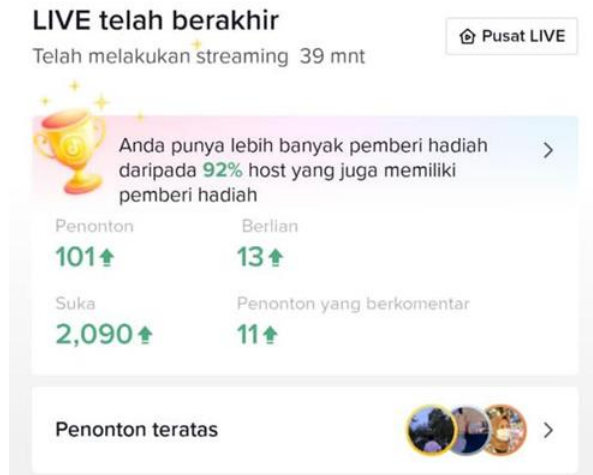 LIVE telah berakhir
Pusat LIVE
Telah melakukan streaming 39 mnt
Anda punya lebih banyak pemberi hadiah
daripada 92% host yang juga memiliki
pemberi hadiah
Penonton Berlian
101 13
Suka Penonton yang berkomentar
2,090 11
Penonton teratas